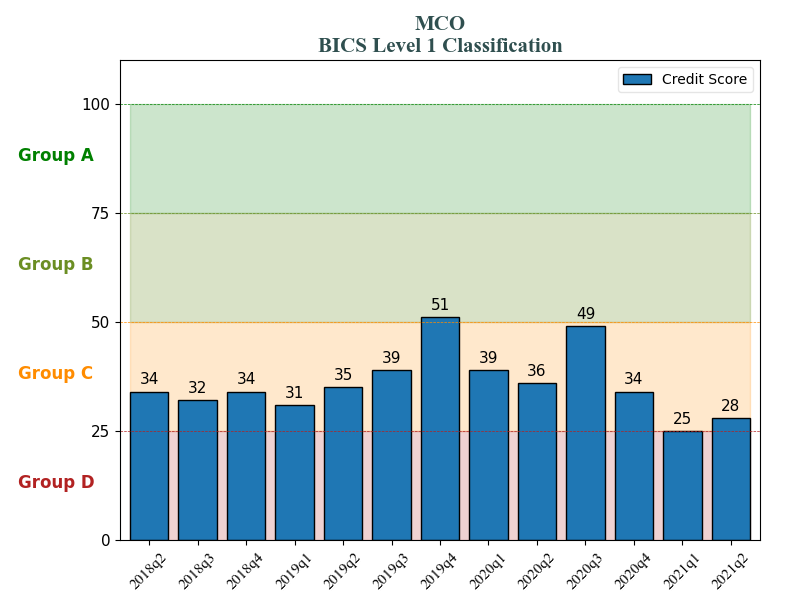 MCO
BICS Level 1 Classification
Credit Score
100
Group A
75
Group B
51
50
49
39
39
Group C
36
35
34
34
34
32
31
28
25
25
Group D
0
2018q2
2018q3
2018q4
2019q1
2019q2
2019q3
2019q4
2020q1
2020q2
2020q3
2020q4
2021q1
2021q2